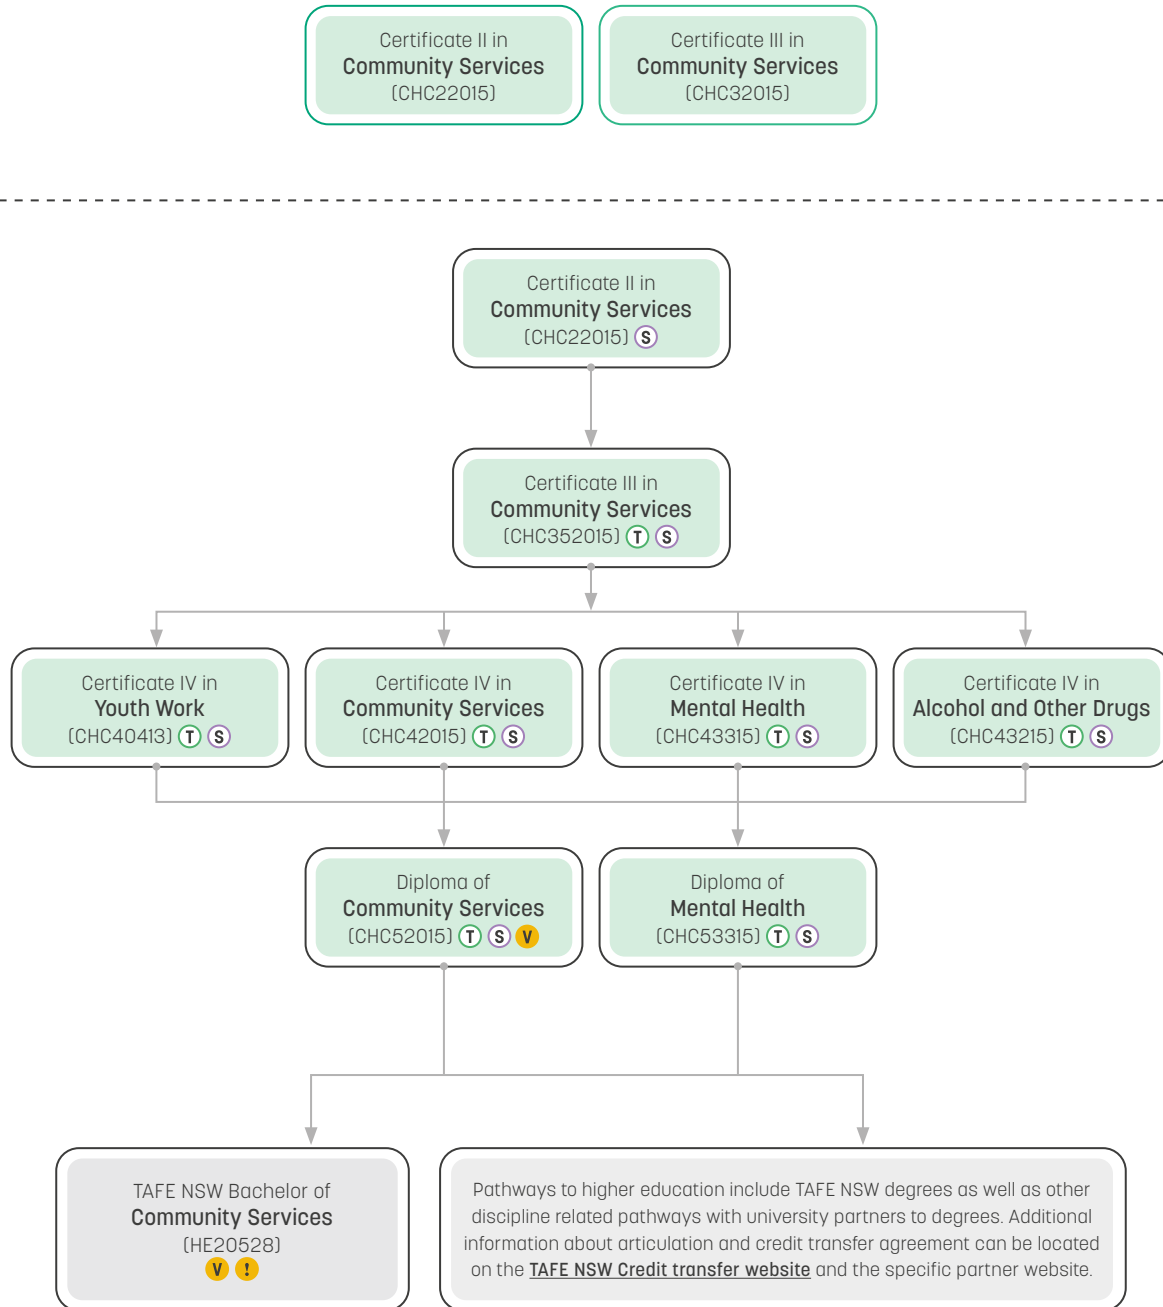 Certificate II in
Community Services
(CHC22015)
Certificate III in
Community Services
(CHC32015)
Certificate II in
Community Services
(CHC22015) S
Certificate III in
Community Services
(CHC352015) T S
Certificate IV in
Youth Work
(CHC40413) T S
Certificate IV in
Community Services
(CHC42015) T S
Certificate IV in
Mental Health
(CHC43315) T S
Certificate IV in
Alcohol and Other Drugs
(CHC43215) T S
Diploma of
Community Services
(CHC52015) T S V
Diploma of
Mental Health
(CHC53315) T S
TAFE NSW Bachelor of
Community Services
(HE20528)
V !
Pathways to higher education include TAFE NSW degrees as well as other
discipline related pathways with university partners to degrees. Additional
information about articulation and credit transfer agreement can be located
on the TAFE NSW Credit transfer website and the specific partner website.